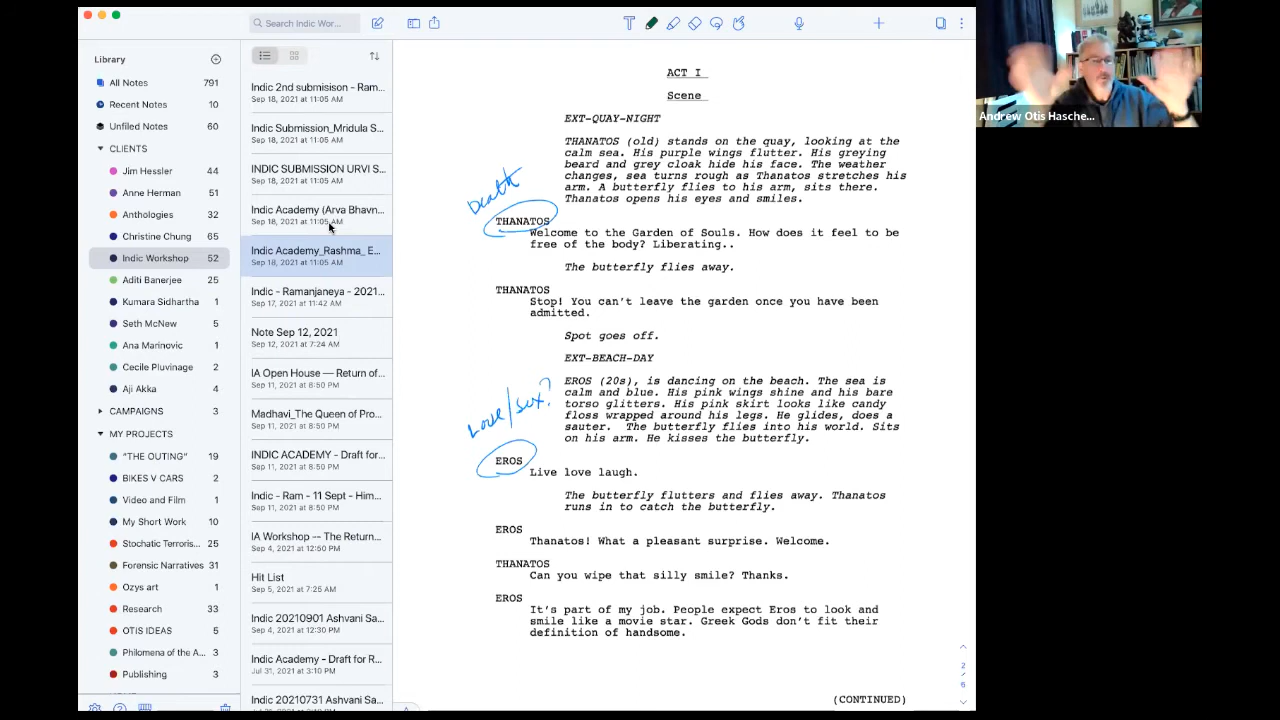 Search Indic Wor...
Library
All Notes 791
Recent Notes 10
Unfiled Notes 60
CLIENTS
Jim Hessler 44
Anne Herman 51
Anthologies 32
Christine Chung 65
Indic Workshop 52
Aditi Banerjee 25
Kumara Sidhartha 1
Seth McNew 5
Ana Marinovic 1
Cecile Pluvinage 2
Aji Akka 4
CAMPAIGNS 3
MY PROJECTS
“THE OUTING” 19
BIKES V CARS 2
Video and Film 1
My Short Work 10
Stochatic Terroris... 25
Forensic Narratives 31
Ozys art 1
Research 33
OTIS IDEAS 5
Philomena of the A... 3
Publishing 3
Indic 2nd submisison - Ram...
Sep 18, 2021 at 11:05 AM
Indic Submission_Mridula S...
Sep 18, 2021 at 11:05 AM
INDIC SUBMISSION URVI S...
Sep 18, 2021 at 11:05 AM
Indic Academy (Arva Bhavn...
Sep 18, 2021 at 11:05 AM
Indic Academy_Rashma_ E...
Sep 18, 2021 at 11:05 AM
Indic - Ramanjaneya - 2021...
Sep 17, 2021 at 11:42 AM
Note Sep 12, 2021
Sep 12, 2021 at 7:24 AM
IA Open House — Return of...
Sep 11, 2021 at 8:50 PM
Madhavi_The Queen of Pro...
Sep 11, 2021 at 8:50 PM
INDIC ACADEMY - Draft for...
Sep 11, 2021 at 8:50 PM
Indic - Ram - 11 Sept - Him...
Sep 11, 2021 at 8:50 PM
IA Workshop -- The Return...
Sep 4, 2021 at 12:50 PM
Hit List
Sep 5, 2021 at 7:25 AM
Indic 20210901 Ashvani Sa...
Sep 4, 2021 at 12:30 PM
Indic Academy - Draft for R...
Jul 31, 2021 at 3:10 PM
Indic 20210731 Ashvani Sa...
ACT I
Scene
EXT-QUAY-NIGHT
THANATOS (old) stands on the quay, looking at the
calm sea. His purple wings flutter. His greying
beard and grey cloak hide his face. The weather
changes, sea turns rough as Thanatos stretches his
arm. A butterfly flies to his arm, sits there.
Thanatos opens his eyes and smiles.
Death
THANATOS
Welcome to the Garden of Souls. How does it feel to be
free of the body? Liberating..
The butterfly flies away.
THANATOS
Stop! You can't leave the garden once you have been
admitted.
Spot goes off.
EXT-BEACH-DAY
EROS (20s), is dancing on the beach. The sea is
calm and blue. His pink wings shine and his bare
torso glitters. His pink skirt looks like candy
floss wrapped around his legs. He glides, does a
sauter. The butterfly flies into his world. Sits
on his arm. He kisses the butterfly.
Love/sex?
EROS
Live love laugh.
The butterfly flutters and flies away. Thanatos
runs in to catch the butterfly.
EROS
Thanatos! What a pleasant surprise. Welcome.
THANATOS
Can you wipe that silly smile? Thanks.
EROS
It's part of my job. People expect Eros to look and
smile like a movie star. Greek Gods don't fit their
definition of handsome.
(CONTINUED)
2
/
6
Andrew Otis Hasche...